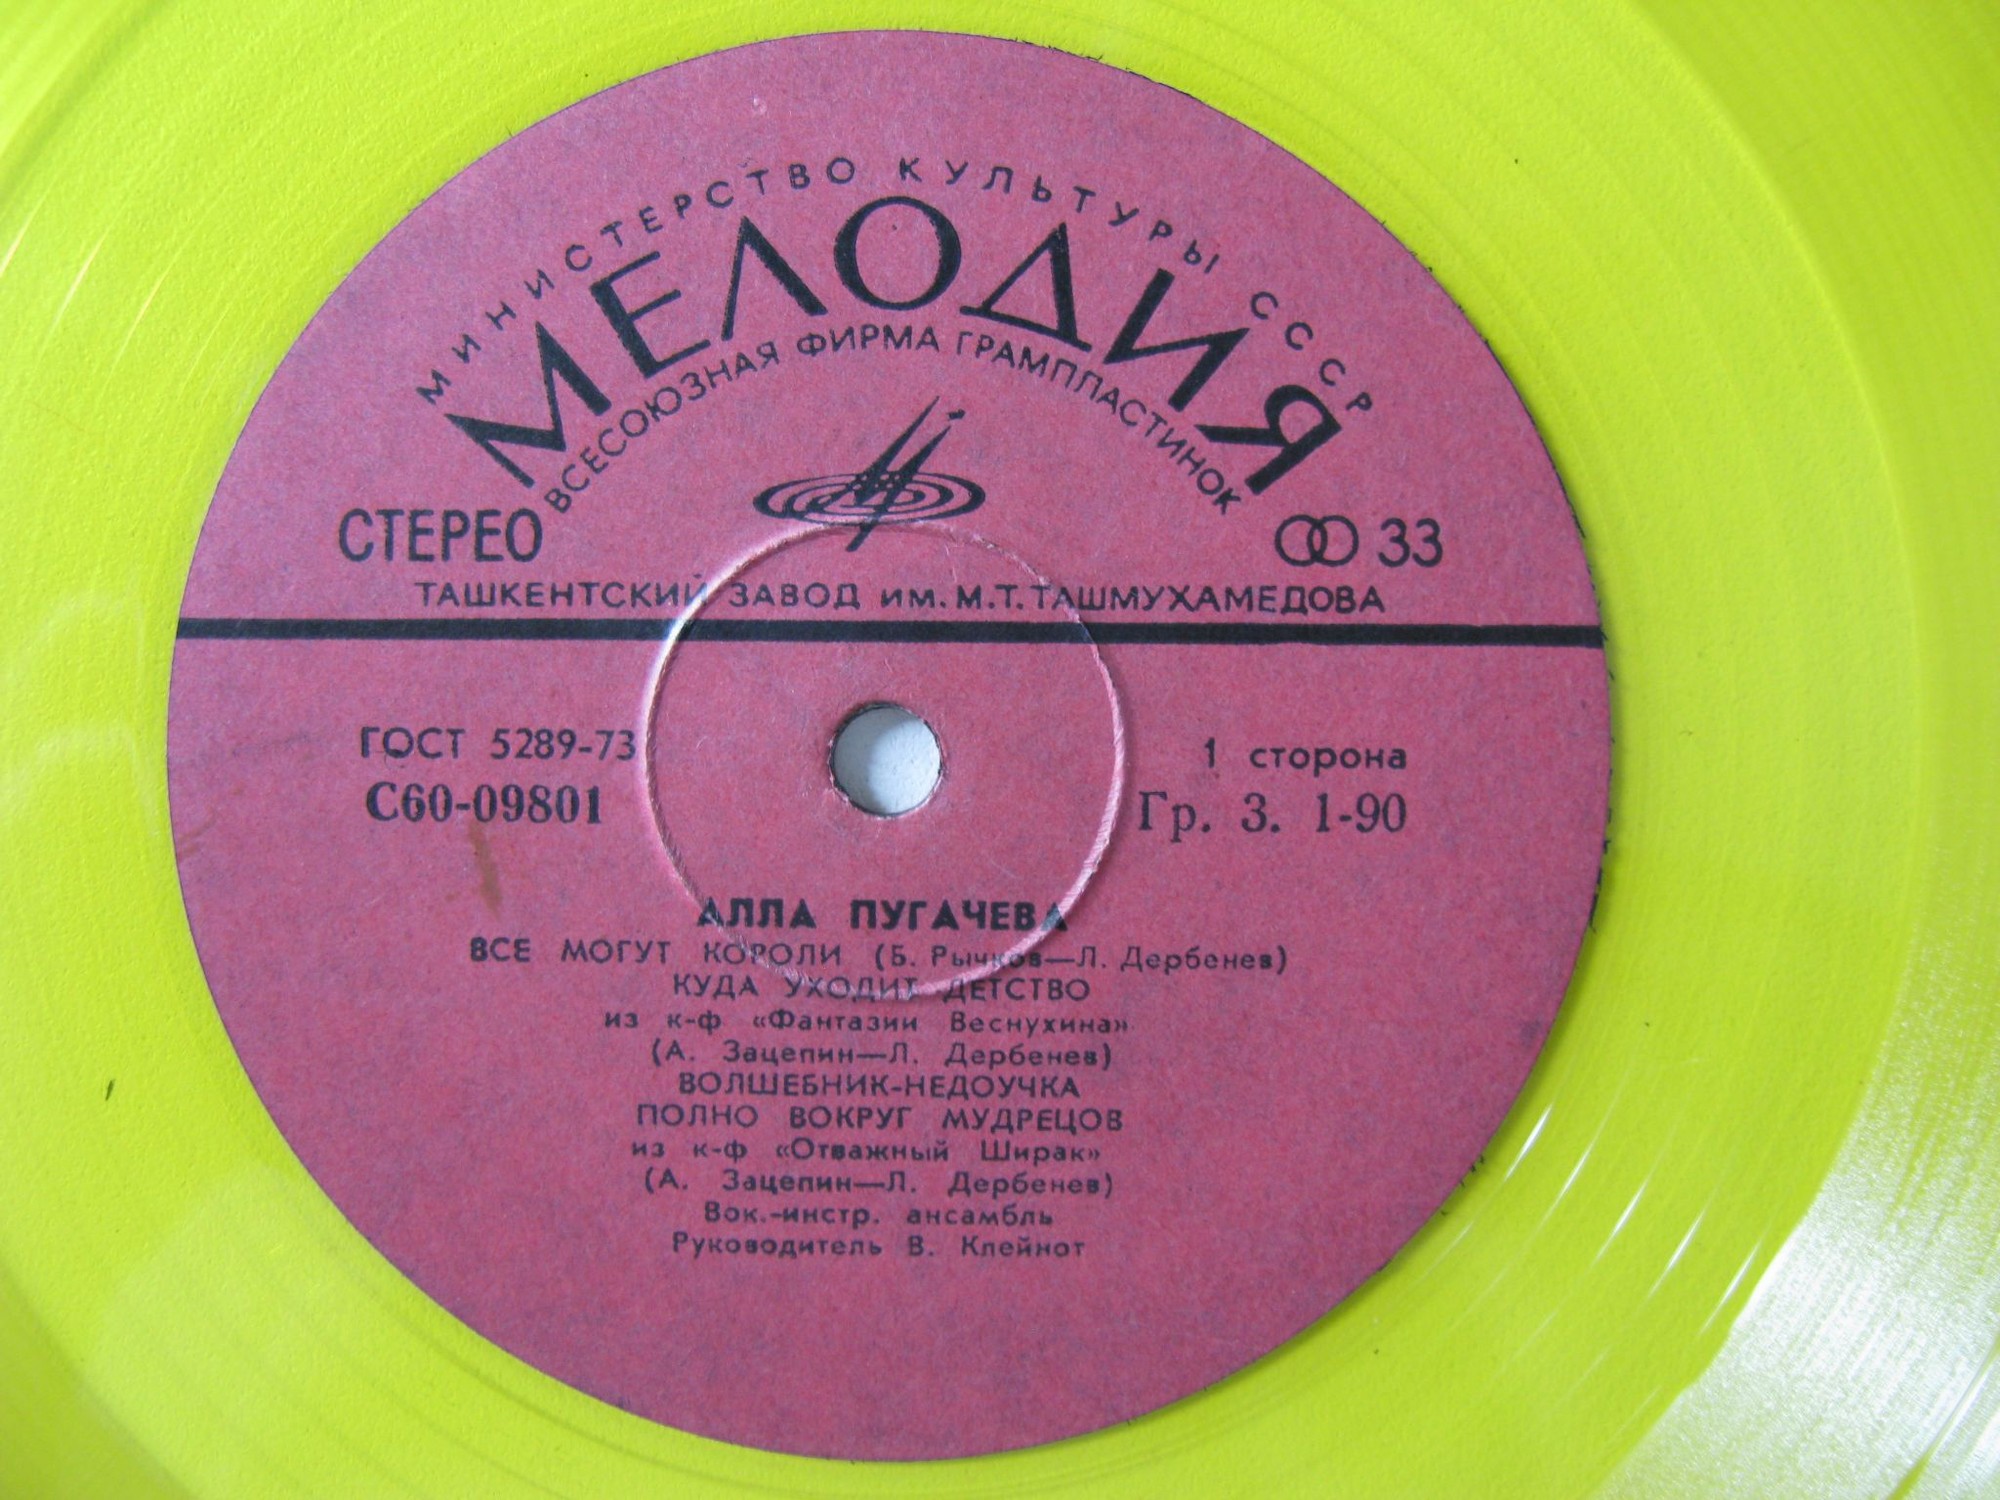 МИНИСТЕРСТВО КУЛЬТУРЫ СССР
МЕЛОДИЯ
ВСЕСОЮЗНАЯ ФИРМА ГРАМПЛАСТИНОК
СТЕРЕО 33
ТАШКЕНТСКИЙ ЗАВОД им. М.Т. ТАШМУХАМЕДОВА
ГОСТ 5289-73 1 сторона
С60-09801 Гр. 3. 1-90
АЛЛА ПУГАЧЕВА
ВСЕ МОГУТ КОРОЛИ (Б. Рычков—Л. Дербенев)
КУДА УХОДИТ ДЕТСТВО
из к-ф «Фантазии Веснухина»
(А. Зацепин—Л. Дербенев)
ВОЛШЕБНИК-НЕДОУЧКА
ПОЛНО ВОКРУГ МУДРЕЦОВ
из к-ф «Отважный Ширак»
(А. Зацепин—Л. Дербенев)
Вок.-инстр. ансамбль
Руководитель В. Клейнот